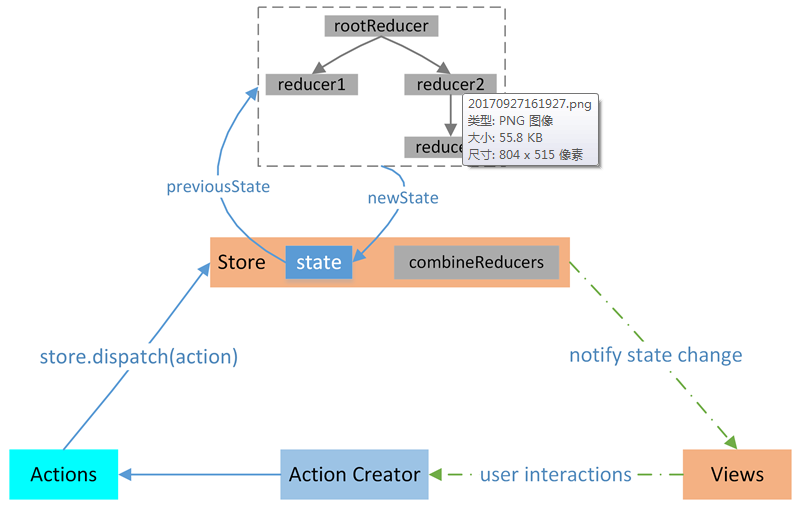 rootReducer
reducer1
reducer2
20170927161927.png
类型: PNG 图像
大小: 55.8 KB
尺寸: 804 x 515 像素
previousState
newState
Store
state
combineReducers
store.dispatch(action)
notify state change
Actions
Action Creator
user interactions
Views